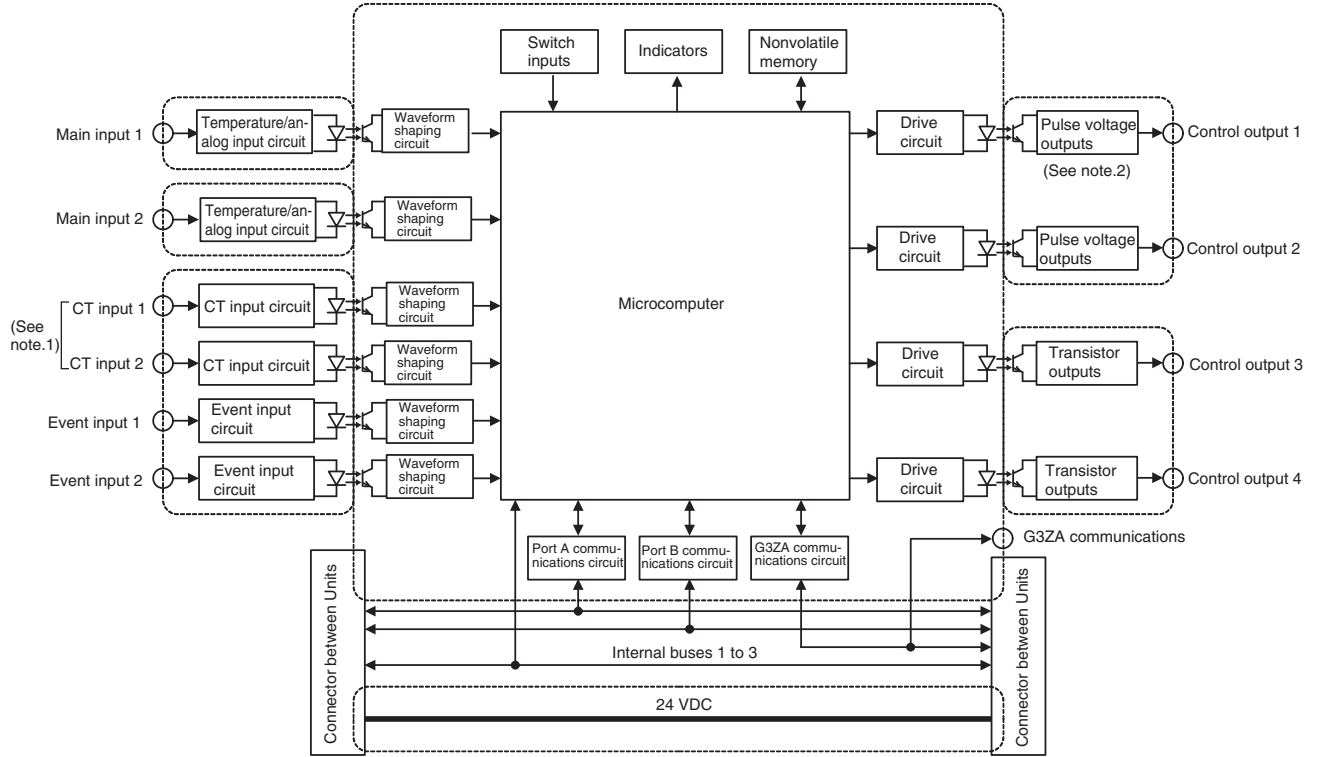 Switch
inputs
Indicators
Nonvolatile
memory
Main input 1
Temperature/an-
alog input circuit
Waveform
shaping
circuit
Drive
circuit
Pulse voltage
outputs
Control output 1
(See note.2)
Main input 2
Temperature/an-
alog input circuit
Waveform
shaping
circuit
Drive
circuit
Pulse voltage
outputs
Control output 2
(See
note.1)
CT input 1
CT input circuit
Waveform
shaping
circuit
Microcomputer
CT input 2
CT input circuit
Waveform
shaping
circuit
Drive
circuit
Transistor
outputs
Control output 3
Event input 1
Event input
circuit
Waveform
shaping
circuit
Event input 2
Event input
circuit
Waveform
shaping
circuit
Drive
circuit
Transistor
outputs
Control output 4
Port A commu-
nications circuit
Port B commu-
nications circuit
G3ZA commu-
nications circuit
G3ZA communications
Connector between Units
Internal buses 1 to 3
24 VDC
Connector between Units